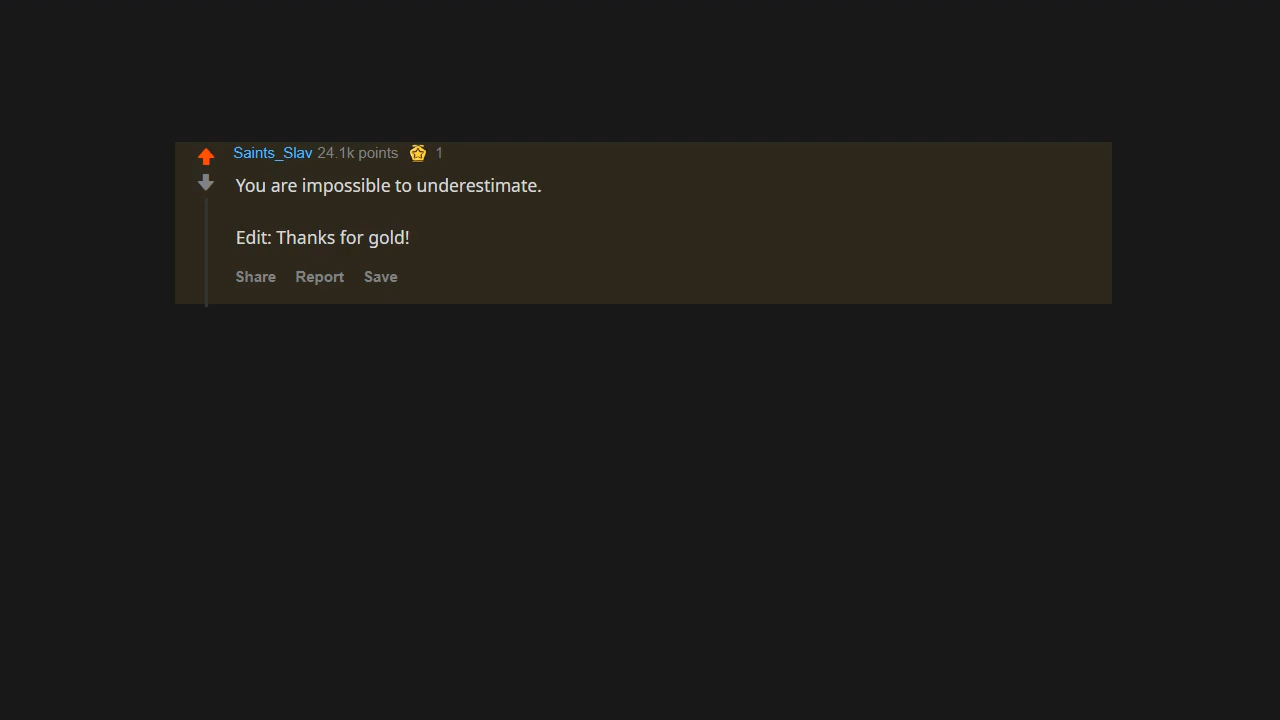 Saints_Slav 24.1k points 1
You are impossible to underestimate.
Edit: Thanks for gold!
Share Report Save